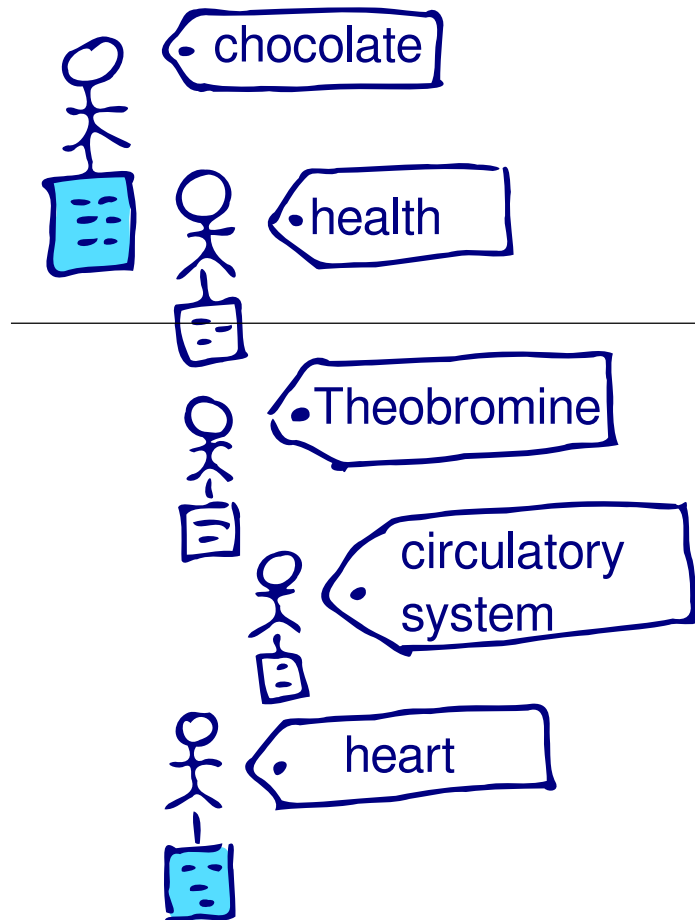 chocolate
health
Theobromine
circulatory
system
heart